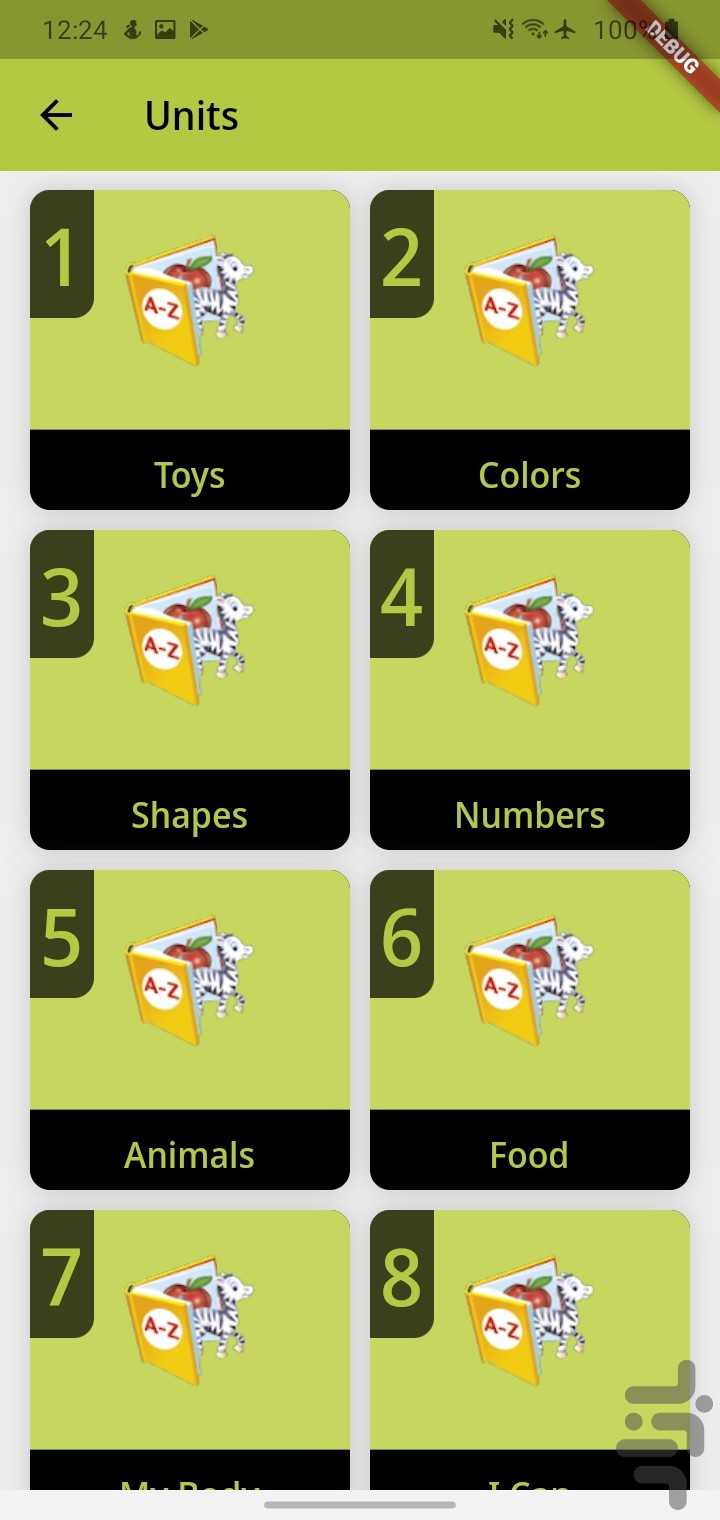 12:24 100%
DEBUG
Units
1 2
A-Z A-Z
Toys Colors
3 4
A-Z A-Z
Shapes Numbers
5 6
A-Z A-Z
Animals Food
7 8
A-Z A-Z
My Body I Can